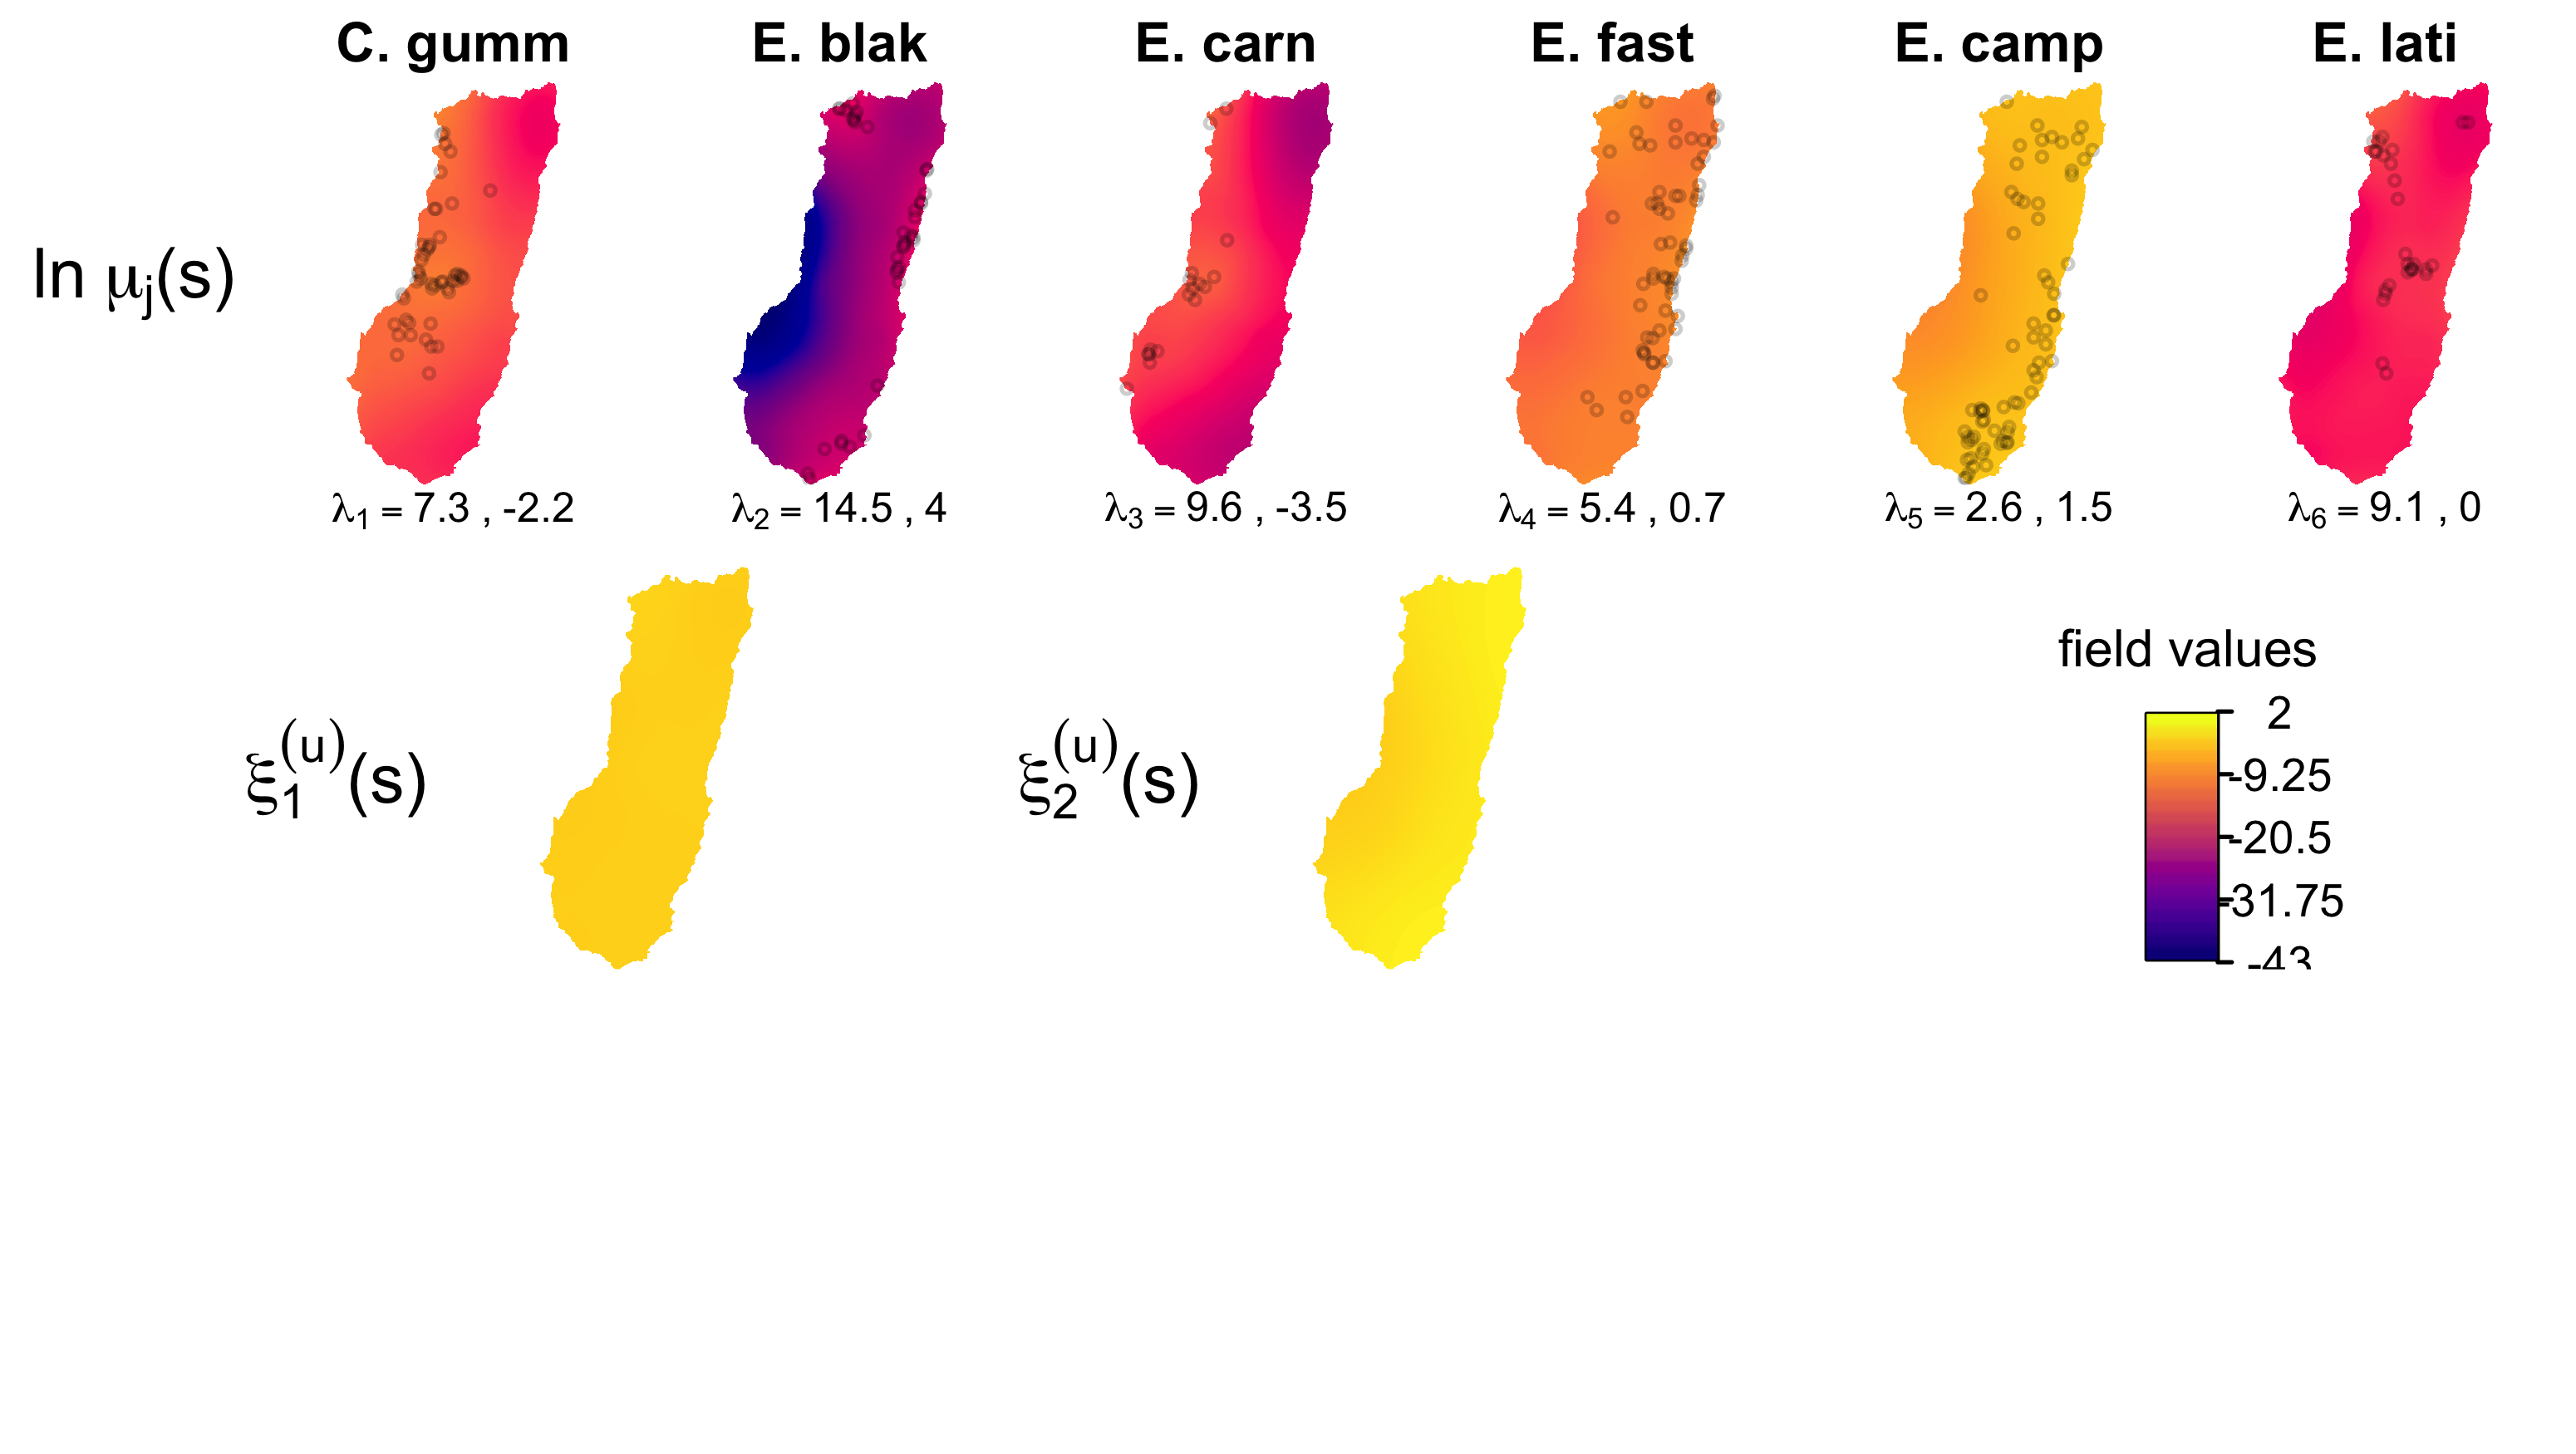 C. gumm E. blak E. carn E. fast E. camp E. lati
ln μj(s)
λ1 = 7.3 , -2.2 λ2 = 14.5 , 4 λ3 = 9.6 , -3.5 λ4 = 5.4 , 0.7 λ5 = 2.6 , 1.5 λ6 = 9.1 , 0
ξ1(u)(s) ξ2(u)(s)
field values
2
-9.25
-20.5
-31.75
-43